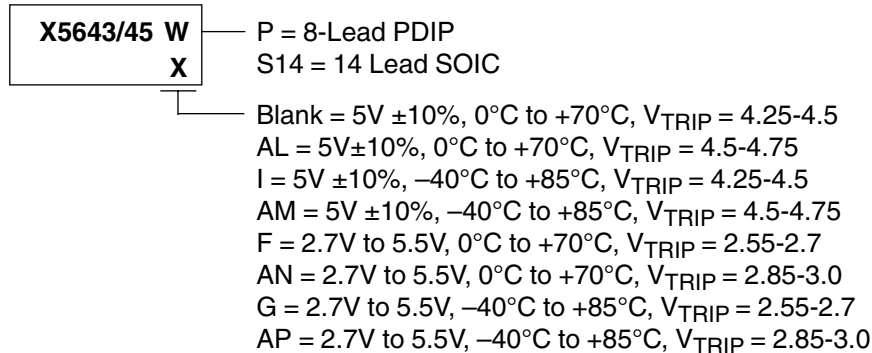 X5643/45 W
X
P = 8-Lead PDIP
S14 = 14 Lead SOIC
Blank = 5V ±10%, 0°C to +70°C, VTRIP = 4.25-4.5
AL = 5V±10%, 0°C to +70°C, VTRIP = 4.5-4.75
I = 5V ±10%, –40°C to +85°C, VTRIP = 4.25-4.5
AM = 5V ±10%, –40°C to +85°C, VTRIP = 4.5-4.75
F = 2.7V to 5.5V, 0°C to +70°C, VTRIP = 2.55-2.7
AN = 2.7V to 5.5V, 0°C to +70°C, VTRIP = 2.85-3.0
G = 2.7V to 5.5V, –40°C to +85°C, VTRIP = 2.55-2.7
AP = 2.7V to 5.5V, –40°C to +85°C, VTRIP = 2.85-3.0